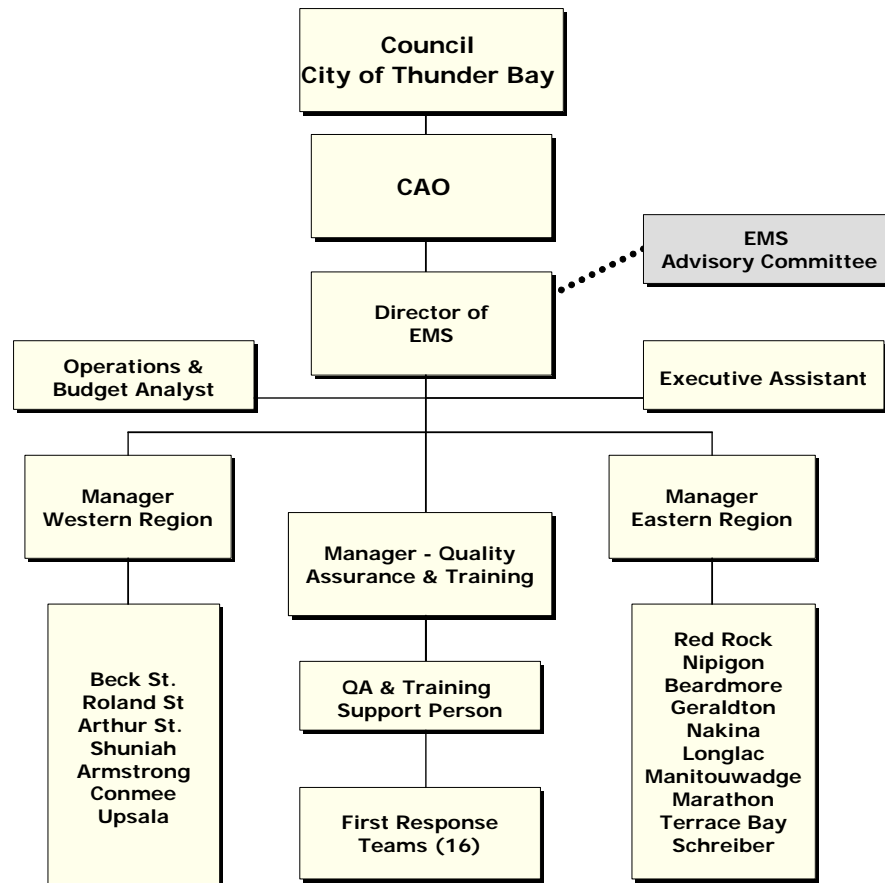 Council
City of Thunder Bay
CAO
EMS
Advisory Committee
Director of
EMS
Operations &
Budget Analyst
Executive Assistant
Manager
Western Region
Manager - Quality
Assurance & Training
Manager
Eastern Region
Beck St.
Roland St
Arthur St.
Shuniah
Armstrong
Conmee
Upsala
QA & Training
Support Person
First Response
Teams (16)
Red Rock
Nipigon
Beardmore
Geraldton
Nakina
Longlac
Manitouwadge
Marathon
Terrace Bay
Schreiber